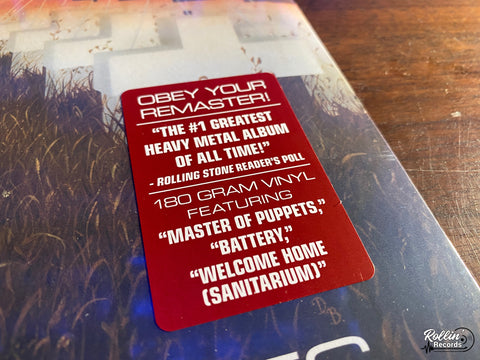 OBEY YOUR
REMASTER!
"THE #1 GREATEST
HEAVY METAL ALBUM
OF ALL TIME!"
- ROLLING STONE READER'S POLL
180 GRAM VINYL
FEATURING
"MASTER OF PUPPETS,"
"BATTERY,"
"WELCOME HOME
(SANITARIUM)"
Rollin'
Records